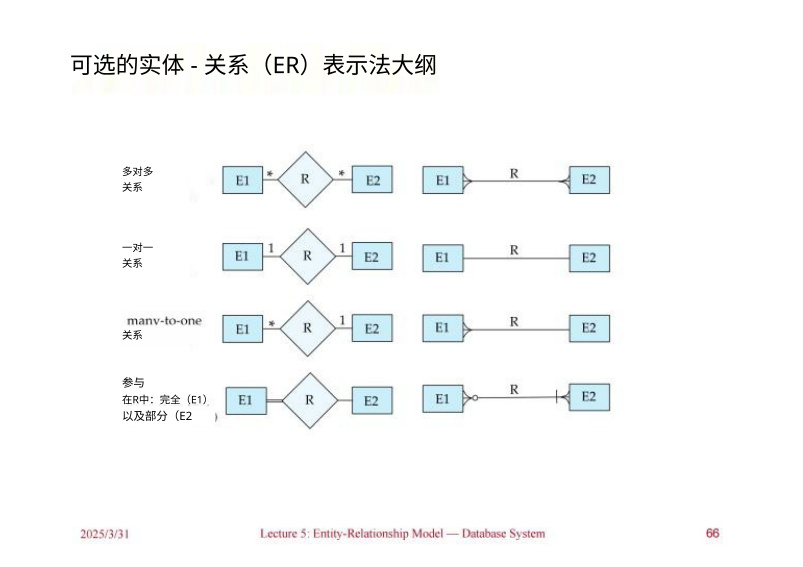 可选的实体 - 关系（ER）表示法大纲
多对多
关系
E1 * R * E2 E1 R E2
一对一
关系
E1 1 R 1 E2 E1 R E2
many-to-one
关系
E1 * R 1 E2 E1 R E2
参与
在R中：完全（E1）
以及部分（E2 )
E1 R E2 E1 R E2
2025/3/31 Lecture 5: Entity-Relationship Model — Database System 66